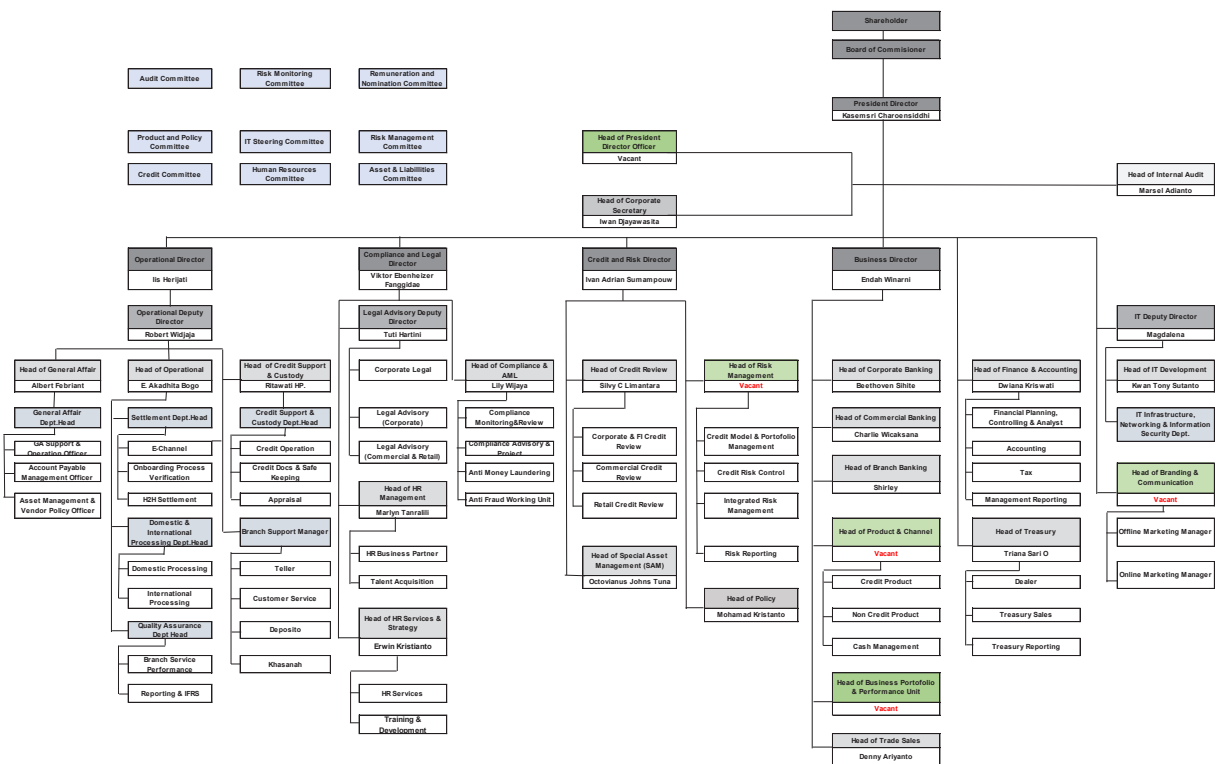 Shareholder
Board of Commisioner
Audit Committee
Risk Monitoring
Committee
Remuneration and
Nomination Committee
President Director
Kasemsri Charoensiddhi
Product and Policy
Committee
IT Steering Committee
Risk Management
Committee
Head of President
Director Officer
Vacant
Credit Committee
Human Resources
Committee
Asset & Liabillities
Committee
Head of Internal Audit
Marsel Adianto
Head of Corporate
Secretary
Iwan Djayawasita
Operational Director
Iis Herijati
Compliance and Legal
Director
Viktor Ebenheizer
Fanggidae
Credit and Risk Director
Ivan Adrian Sumampouw
Business Director
Endah Winarni
Operational Deputy
Director
Robert Widjaja
Legal Advisory Deputy
Director
Tuti Hartini
IT Deputy Director
Magdalena
Head of General Affair
Albert Febriant
Head of Operational
E. Akadhita Bogo
Head of Credit Support
& Custody
Ritawati HP.
Corporate Legal
Head of Compliance &
AML
Lily Wijaya
Head of Credit Review
Silvy C Limantara
Head of Risk
Management
Vacant
Head of Corporate Banking
Beethoven Sihite
Head of Finance & Accounting
Dwiana Kriswati
Head of IT Development
Kwan Tony Sutanto
General Affair
Dept.Head
Settlement Dept.Head
Credit Support &
Custody Dept.Head
Legal Advisory
(Corporate)
Compliance
Monitoring&Review
Corporate & FI Credit
Review
Credit Model & Portofolio
Management
Head of Commercial Banking
Charlie Wicaksana
Financial Planning,
Controlling & Analyst
IT Infrastructure,
Networking & Information
Security Dept.
GA Support &
Operation Officer
E-Channel
Credit Operation
Legal Advisory
(Commercial & Retail)
Compliance Advisory &
Project
Accounting
Account Payable
Management Officer
Onboarding Process
Verification
Credit Docs & Safe
Keeping
Anti Money Laundering
Commercial Credit
Review
Credit Risk Control
Head of Branch Banking
Shirley
Tax
Head of Branding &
Communication
Vacant
Asset Management &
Vendor Policy Officer
H2H Settlement
Appraisal
Head of HR
Management
Marlyn Tanralili
Anti Fraud Working Unit
Retail Credit Review
Integrated Risk
Management
Management Reporting
Domestic &
International
Processing Dept.Head
Branch Support Manager
Head of Product & Channel
Vacant
Head of Treasury
Triana Sari O
Offline Marketing Manager
HR Business Partner
Head of Special Asset
Management (SAM)
Octovianus Johns Tuna
Risk Reporting
Domestic Processing
Teller
Talent Acquisition
Credit Product
Dealer
Online Marketing Manager
International
Processing
Customer Service
Head of Policy
Mohamad Kristanto
Non Credit Product
Treasury Sales
Quality Assurance
Dept Head
Deposito
Head of HR Services &
Strategy
Erwin Kristianto
Cash Management
Treasury Reporting
Branch Service
Performance
Khasanah
Reporting & IFRS
HR Services
Head of Business Portofolio
& Performance Unit
Vacant
Training &
Development
Head of Trade Sales
Denny Ariyanto